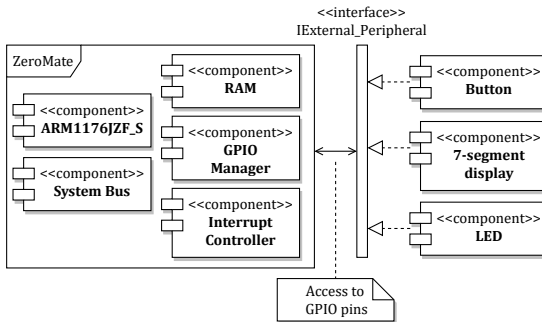 <<interface>>
IExternal_Peripheral
ZeroMate
<<component>>
RAM
<<component>>
ARM1176JZF_S
<<component>>
GPIO
Manager
<<component>>
System Bus
<<component>>
Interrupt
Controller
<<component>>
Button
<<component>>
7-segment
display
<<component>>
LED
Access to
GPIO pins